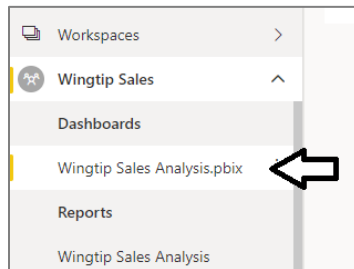 Workspaces
Wingtip Sales
Dashboards
Wingtip Sales Analysis.pbix
Reports
Wingtip Sales Analysis